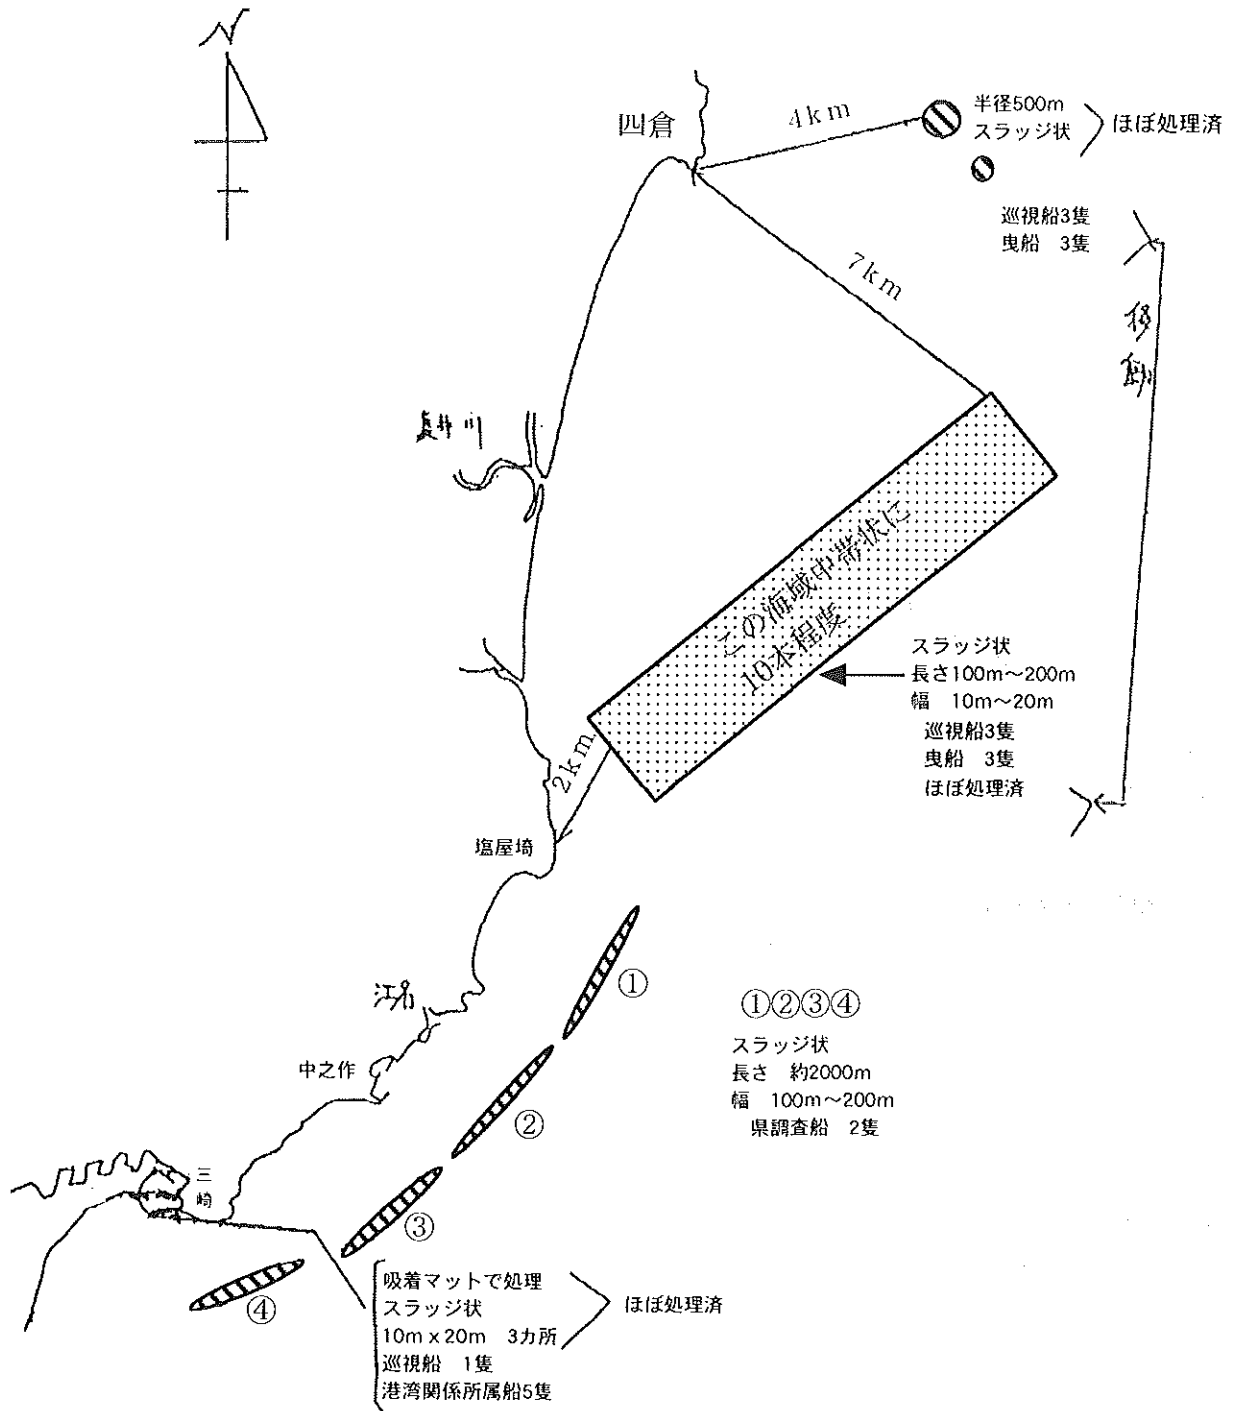 N
四倉
4km
半径500m
スラッジ状
ほぼ処理済
巡視船3隻
曳船 3隻
7km
移動
夏井川
この海域中帯状に
10本程度
スラッジ状
長さ100m～200m
幅 10m～20m
巡視船3隻
曳船 3隻
ほぼ処理済
2km
塩屋埼
①
江名
①②③④
スラッジ状
長さ 約2000m
幅 100m～200m
県調査船 2隻
中之作
②
三崎
③
④
吸着マットで処理
スラッジ状
10m x 20m 3カ所
巡視船 1隻
港湾関係所属船5隻
ほぼ処理済